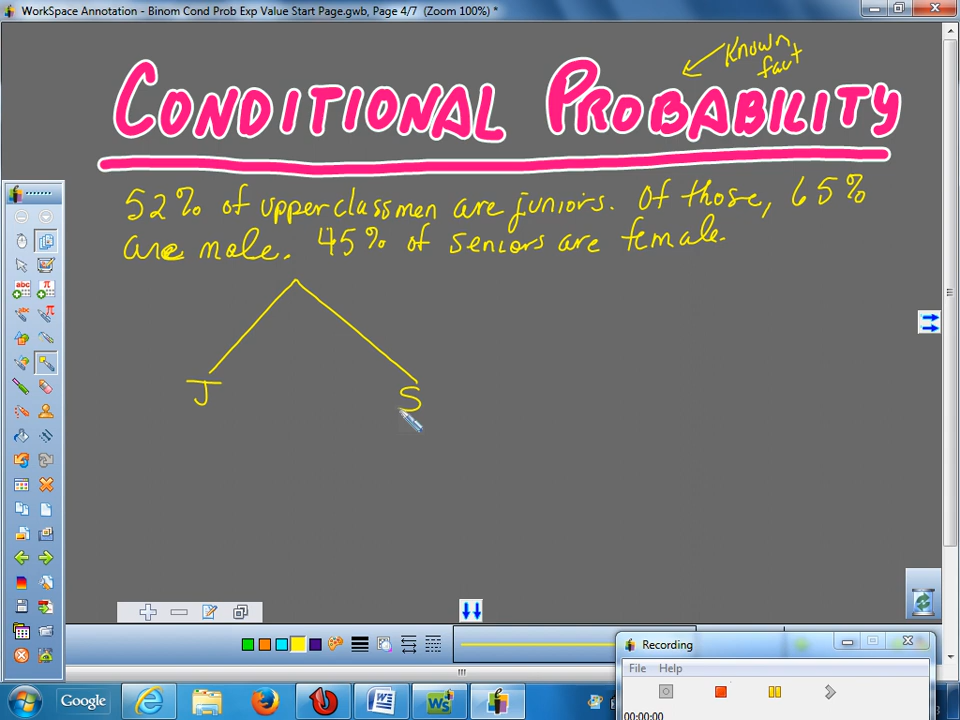 WorkSpace Annotation - Binom Cond Prob Exp Value Start Page.gwb, Page 4/7 (Zoom 100%) *
Known
fact
CONDITIONAL PROBABILITY
52% of upperclassmen are juniors. Of those, 65%
are male. 45% of seniors are female.
J S
Recording
File Help
00:00:00
Google